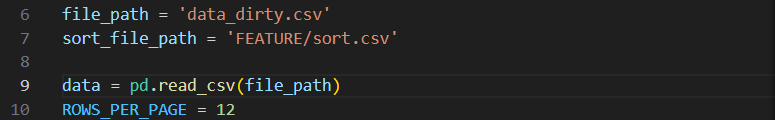 6 file_path = 'data_dirty.csv'
7 sort_file_path = 'FEATURE/sort.csv'
8
9 data = pd.read_csv(file_path)
10 ROWS_PER_PAGE = 12